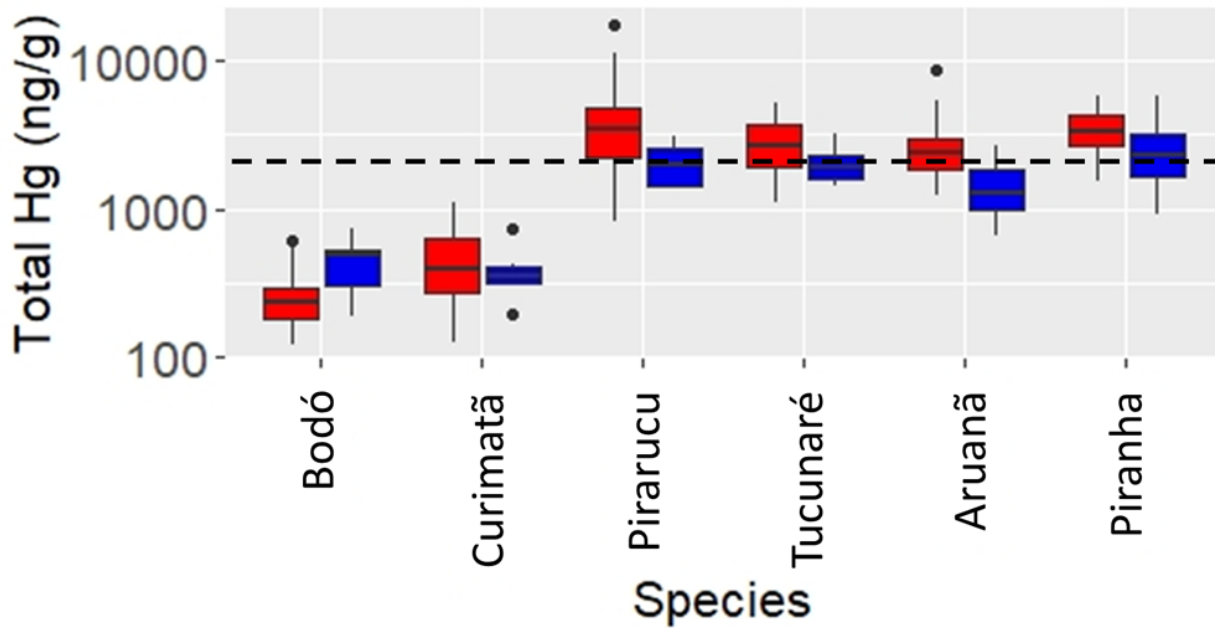 Total Hg (ng/g)
10000
1000
100
Bodó
Curimatã
Pirarucu
Tucunaré
Aruanã
Piranha
Species